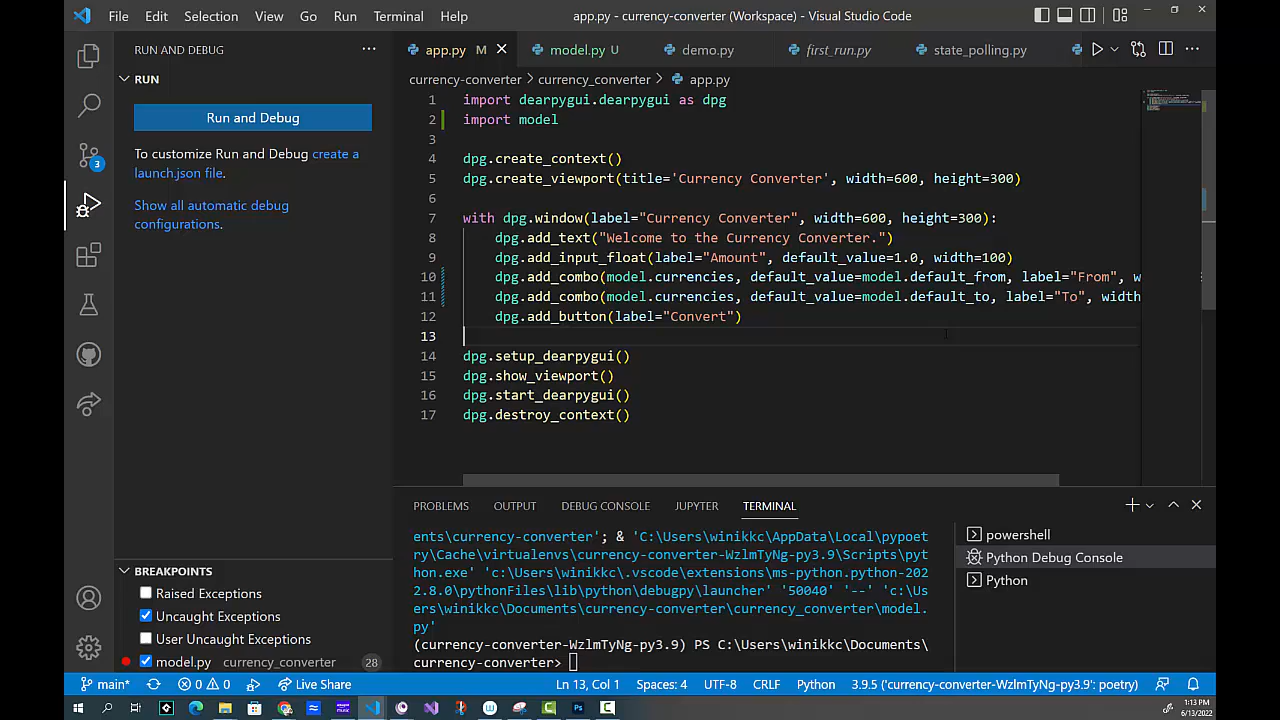 File Edit Selection View Go Run Terminal Help app.py - currency-converter (Workspace) - Visual Studio Code
RUN AND DEBUG ...
app.py M model.py U demo.py first_run.py state_polling.py
RUN
currency-converter > currency_converter > app.py
Run and Debug
To customize Run and Debug create a
launch.json file.
Show all automatic debug
configurations.
1 import dearpygui.dearpygui as dpg
2 import model
3
4 dpg.create_context()
5 dpg.create_viewport(title='Currency Converter', width=600, height=300)
6
7 with dpg.window(label="Currency Converter", width=600, height=300):
8 dpg.add_text("Welcome to the Currency Converter.")
9 dpg.add_input_float(label="Amount", default_value=1.0, width=100)
10 dpg.add_combo(model.currencies, default_value=model.default_from, label="From", w
11 dpg.add_combo(model.currencies, default_value=model.default_to, label="To", width
12 dpg.add_button(label="Convert")
13
14 dpg.setup_dearpygui()
15 dpg.show_viewport()
16 dpg.start_dearpygui()
17 dpg.destroy_context()
3
BREAKPOINTS
Raised Exceptions
Uncaught Exceptions
User Uncaught Exceptions
model.py currency_converter 28
PROBLEMS OUTPUT DEBUG CONSOLE JUPYTER TERMINAL
ents\currency-converter'; & 'C:\Users\winikkc\AppData\Local\pypoet
ry\Cache\virtualenvs\currency-converter-WzlmTyNg-py3.9\Scripts\pyt
hon.exe' 'c:\Users\winikkc\.vscode\extensions\ms-python.python-202
2.8.0\pythonFiles\lib\python\debugpy\launcher' '50040' '--' 'c:\Us
ers\winikkc\Documents\currency-converter\currency_converter\model.
py'
(currency-converter-WzlmTyNg-py3.9) PS C:\Users\winikkc\Documents\
currency-converter>
powershell
Python Debug Console
Python
main* 0 0 Live Share Ln 13, Col 1 Spaces: 4 UTF-8 CRLF Python 3.9.5 ('currency-converter-WzlmTyNg-py3.9': poetry)
1:13 PM
6/13/2022